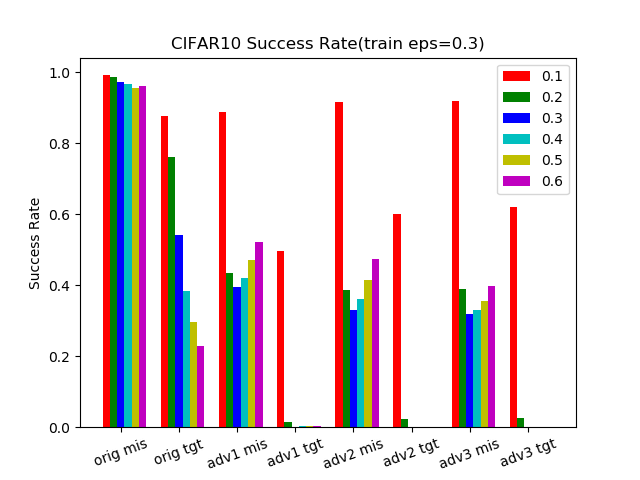 CIFAR10 Success Rate(train eps=0.3)
1.0
0.8
0.6
0.4
0.2
0.0
Success Rate
0.1
0.2
0.3
0.4
0.5
0.6
orig mis
orig tgt
adv1 mis
adv1 tgt
adv2 mis
adv2 tgt
adv3 mis
adv3 tgt